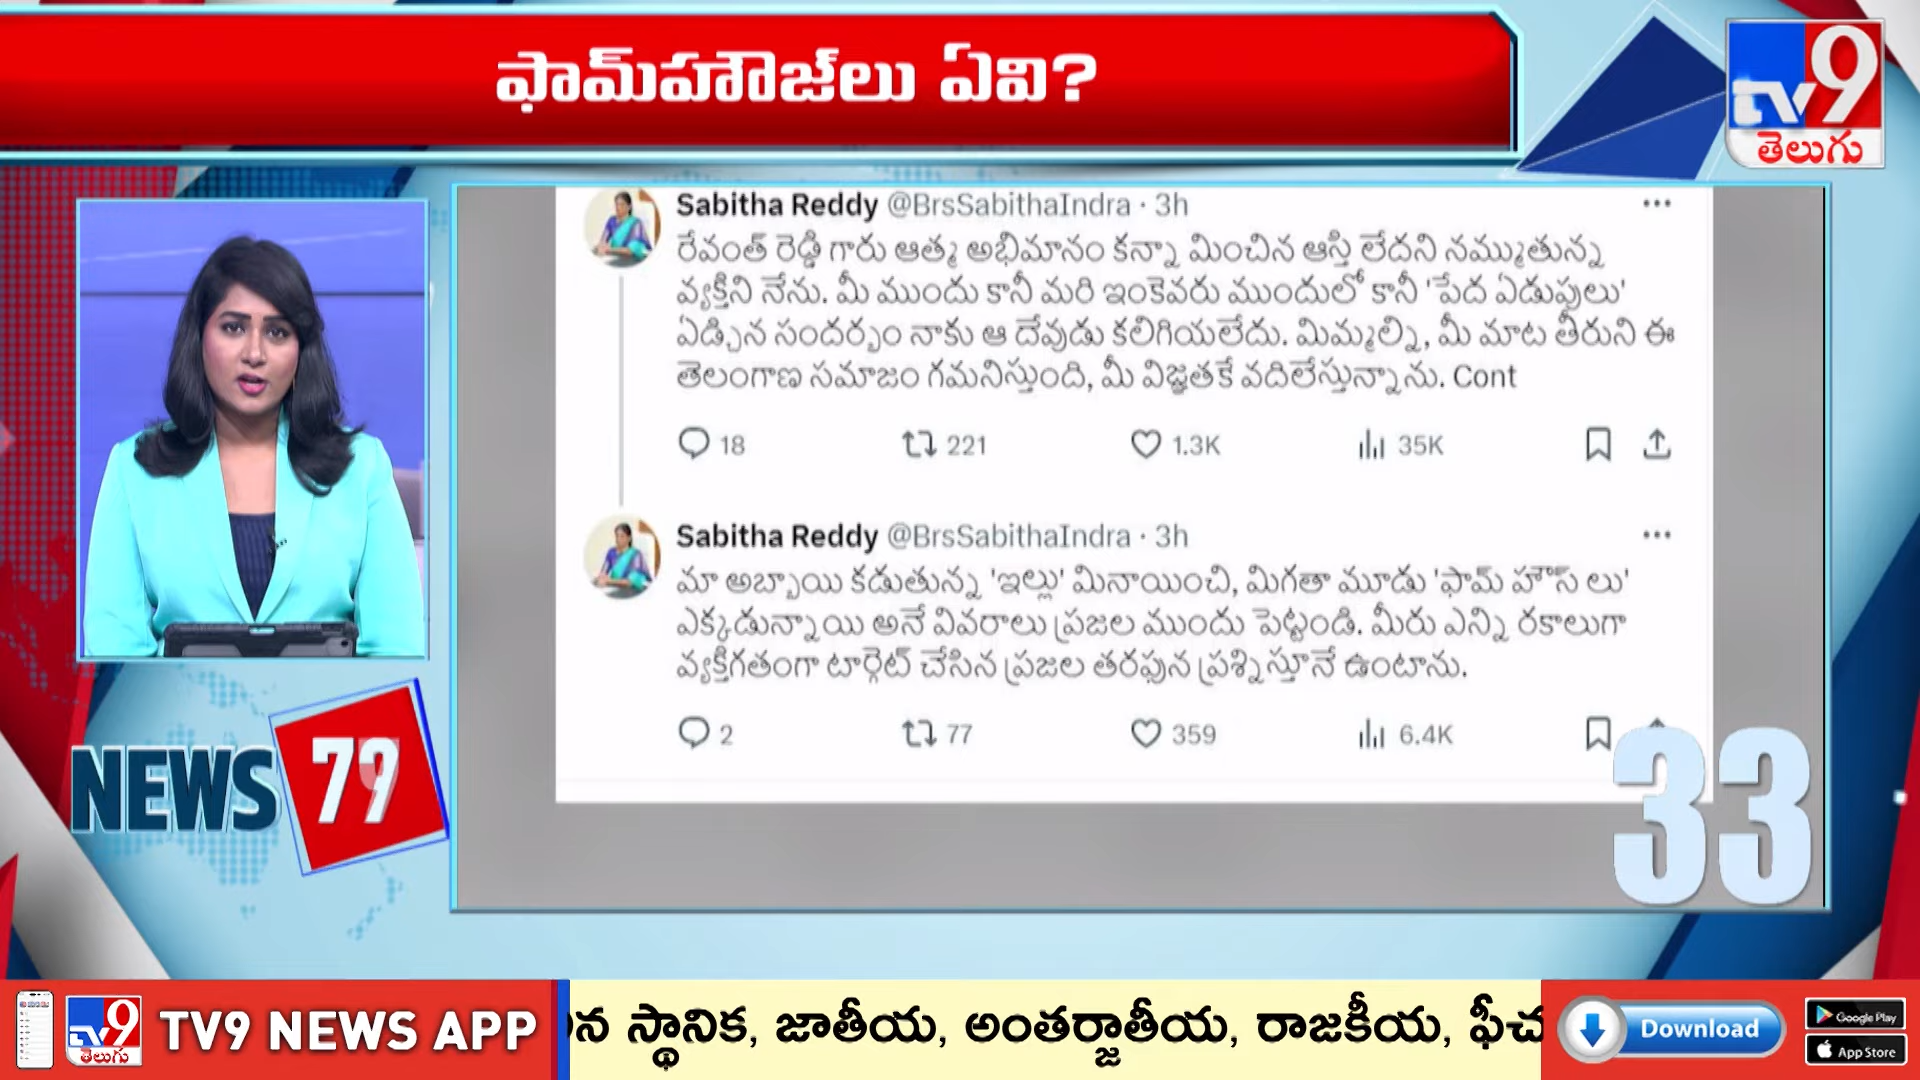 ఫామ్‌హౌజ్‌లు ఏవి?
tv9
తెలుగు
Sabitha Reddy @BrsSabithaIndra · 3h
రేవంత్ రెడ్డి గారు ఆత్మ అభిమానం కన్నా మించిన ఆస్తి లేదని నమ్ముతున్న
వ్యక్తిని నేను. మీ ముందు కానీ మరి ఇంకెవరు ముందులో కానీ 'పేద ఏడుపులు'
ఏడ్చిన సందర్భం నాకు ఆ దేవుడు కలిగియలేదు. మిమ్మల్ని, మీ మాట తీరుని ఈ
తెలంగాణ సమాజం గమనిస్తుంది, మీ విజ్ఞతకే వదిలేస్తున్నాను. Cont
18 221 1.3K 35K
Sabitha Reddy @BrsSabithaIndra · 3h
మా అబ్బాయి కడుతున్న 'ఇల్లు' మినాయించి, మిగతా మూడు 'ఫామ్ హౌస్ లు'
ఎక్కడున్నాయి అనే వివరాలు ప్రజల ముందు పెట్టండి. మీరు ఎన్ని రకాలుగా
వ్యక్తిగతంగా టార్గెట్ చేసిన ప్రజల తరఫున ప్రశ్నిస్తూనే ఉంటాను.
2 77 359 6.4K
NEWS 79
33
tv9
తెలుగు
TV9 NEWS APP
న స్థానిక, జాతీయ, అంతర్జాతీయ, రాజకీయ, ఫీచ
Download
Google Play
App Store